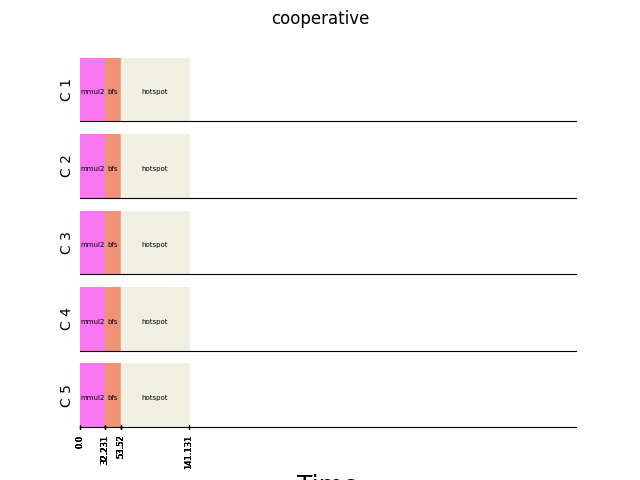 cooperative
C 1
mmul2 bfs hotspot
C 2
mmul2 bfs hotspot
C 3
mmul2 bfs hotspot
C 4
mmul2 bfs hotspot
C 5
mmul2 bfs hotspot
0.0 32.231 53.52 141.131
Time